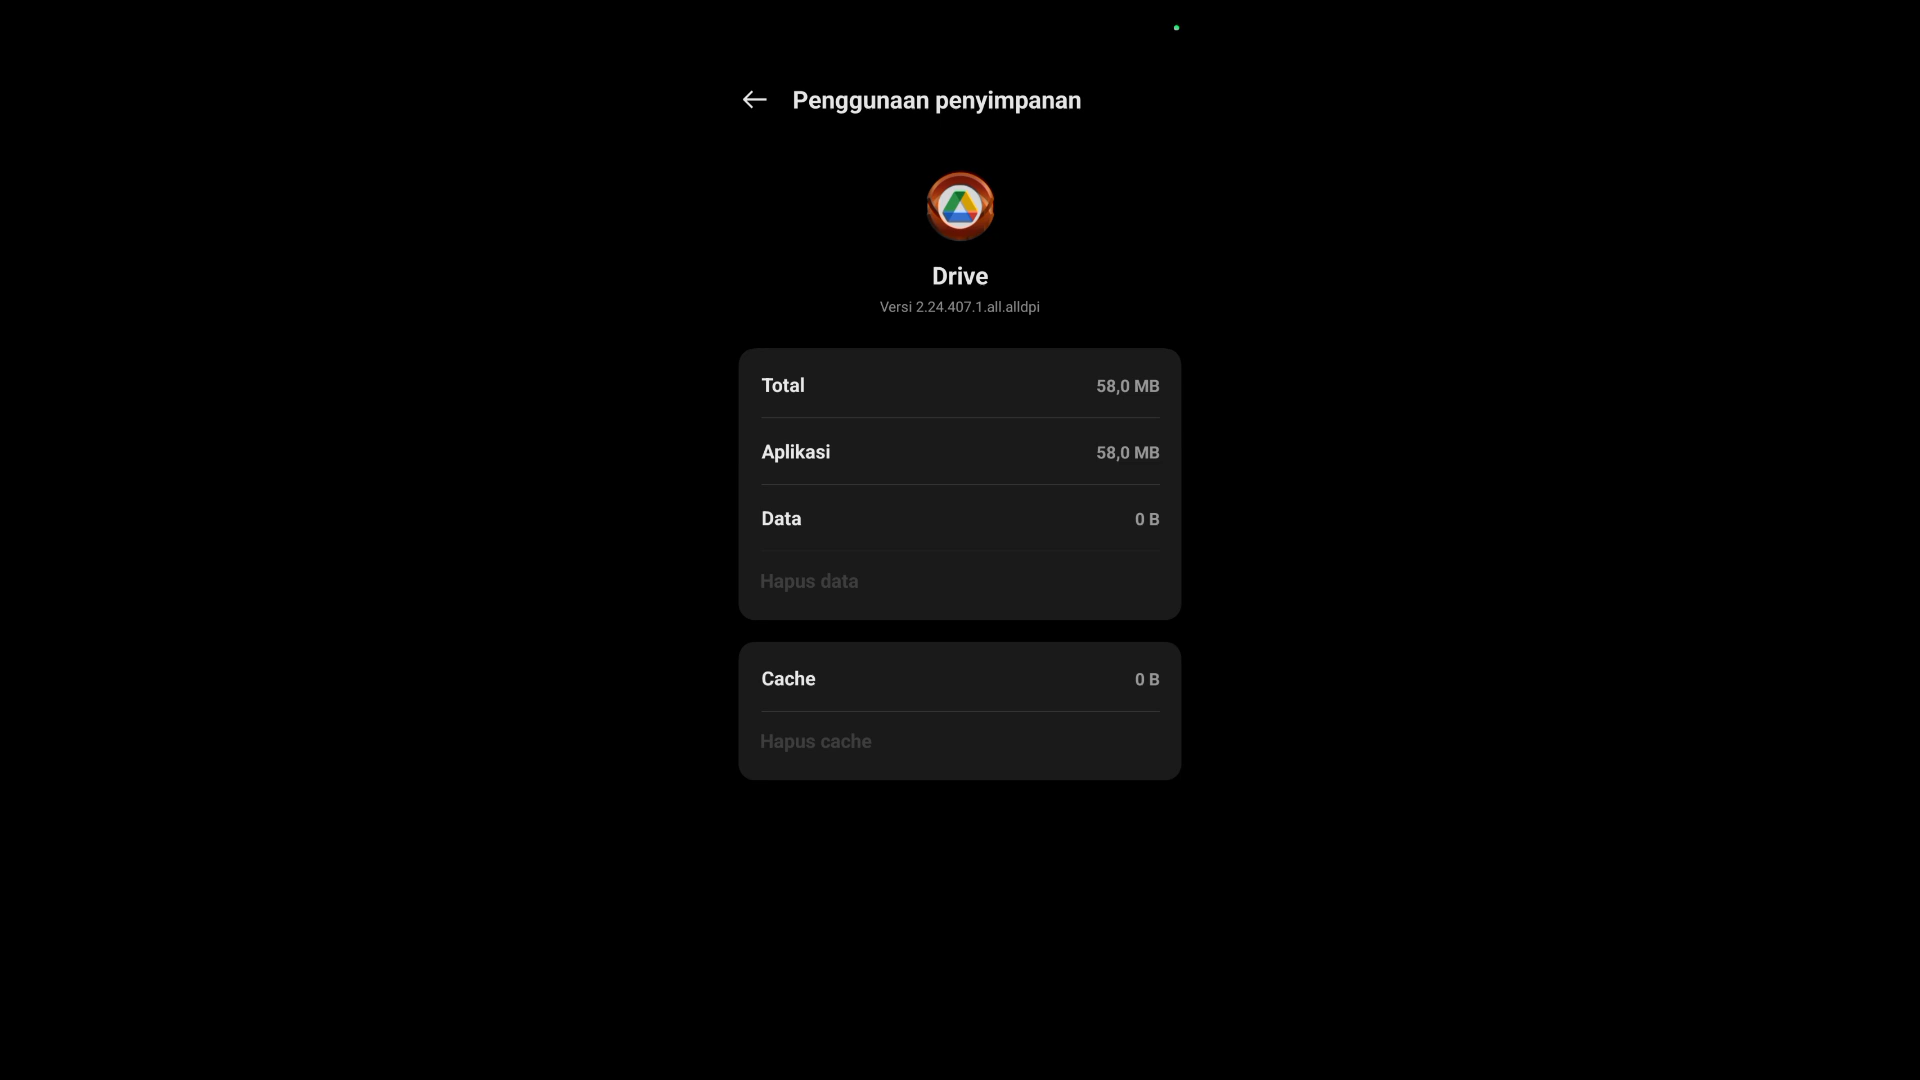 Penggunaan penyimpanan
Drive
Versi 2.24.407.1.all.alldpi
Total 58,0 MB
Aplikasi 58,0 MB
Data 0 B
Hapus data
Cache 0 B
Hapus cache